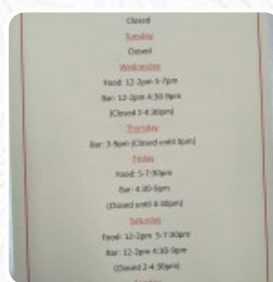 Closed
Tuesday
Closed
Wednesday
Food: 12-2pm 5-7pm
Bar: 12-2pm 4:30-9pm
(Closed 2-4:30pm)
Thursday
Bar: 3-9pm (Closed until 3pm)
Friday
Food: 5-7:30pm
Bar: 4:30-9pm
(Closed until 4:30pm)
Saturday
Food: 12-2pm 5-7:30pm
Bar: 12-2pm 4:30-9pm
(Closed 2-4:30pm)